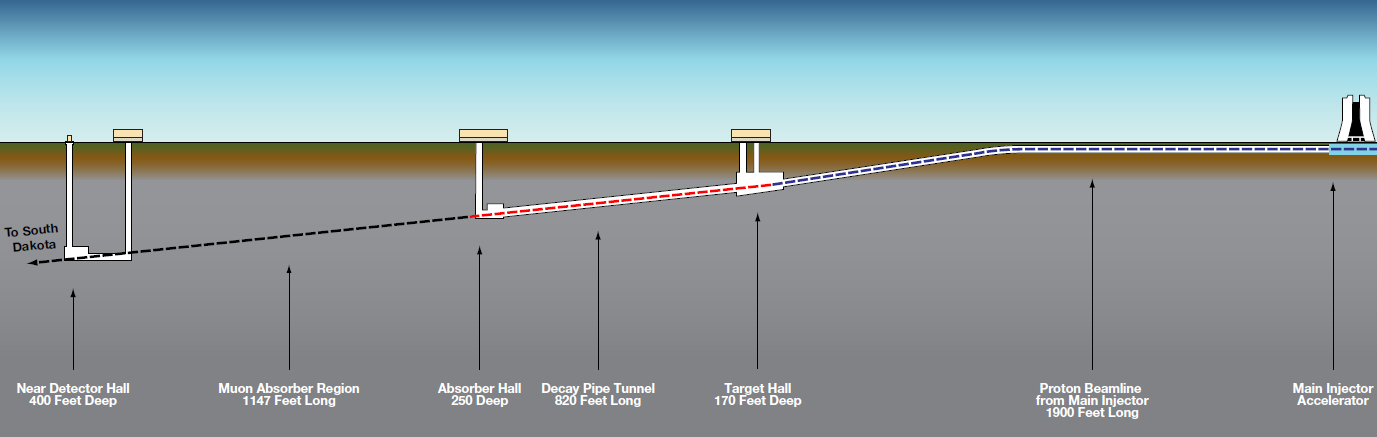 To South
Dakota
Near Detector Hall
400 Feet Deep
Muon Absorber Region
1147 Feet Long
Absorber Hall
250 Deep
Decay Pipe Tunnel
820 Feet Long
Target Hall
170 Feet Deep
Proton Beamline
from Main Injector
1900 Feet Long
Main Injector
Accelerator